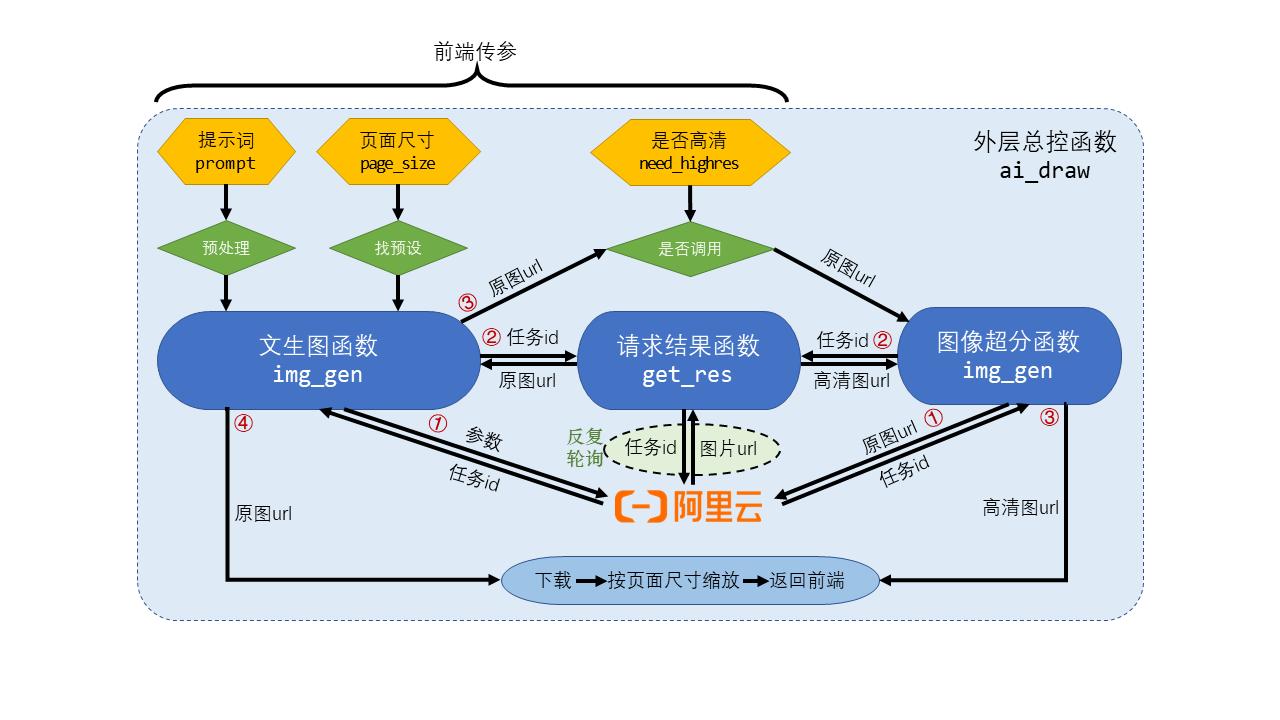 前端传参
提示词
prompt
页面尺寸
page_size
是否高清
need_highres
外层总控函数
ai_draw
预处理
找预设
是否调用
③
原图url
原图url
文生图函数
img_gen
②
任务id
原图url
请求结果函数
get_res
任务id
②
高清图url
图像超分函数
img_gen
④
①
参数
任务id
反复
轮询
任务id
图片url
原图url
①
任务id
③
阿里云
原图url
高清图url
下载
按页面尺寸缩放
返回前端